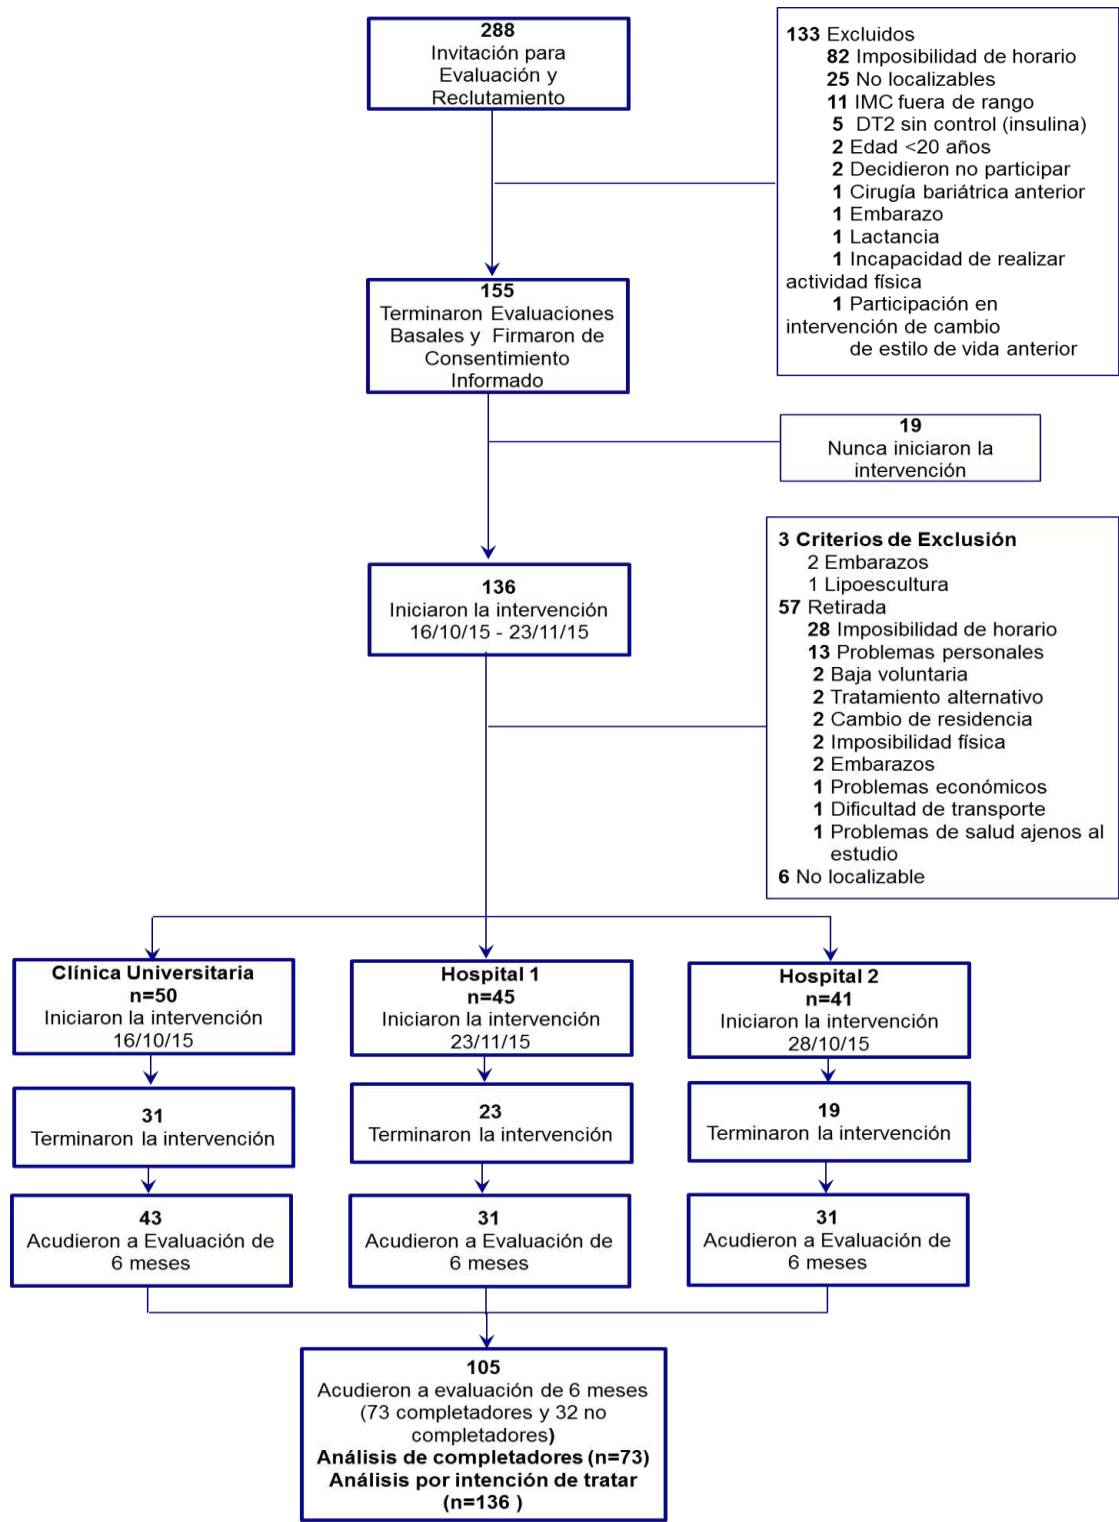 288
Invitación para
Evaluación y
Reclutamiento
133 Excluidos
82 Imposibilidad de horario
25 No localizables
11 IMC fuera de rango
5 DT2 sin control (insulina)
2 Edad <20 años
2 Decidieron no participar
1 Cirugía bariátrica anterior
1 Embarazo
1 Lactancia
1 Incapacidad de realizar
actividad física
1 Participación en
intervención de cambio
de estilo de vida anterior
155
Terminaron Evaluaciones
Basales y Firmaron de
Consentimiento
Informado
19
Nunca iniciaron la
intervención
136
Iniciaron la intervención
16/10/15 - 23/11/15
3 Criterios de Exclusión
2 Embarazos
1 Lipoescultura
57 Retirada
28 Imposibilidad de horario
13 Problemas personales
2 Baja voluntaria
2 Tratamiento alternativo
2 Cambio de residencia
2 Imposibilidad física
2 Embarazos
1 Problemas económicos
1 Dificultad de transporte
1 Problemas de salud ajenos al
estudio
6 No localizable
Clínica Universitaria
n=50
Iniciaron la intervención
16/10/15
Hospital 1
n=45
Iniciaron la intervención
23/11/15
Hospital 2
n=41
Iniciaron la intervención
28/10/15
31
Terminaron la intervención
23
Terminaron la intervención
19
Terminaron la intervención
43
Acudieron a Evaluación de
6 meses
31
Acudieron a Evaluación de
6 meses
31
Acudieron a Evaluación de
6 meses
105
Acudieron a evaluación de 6 meses
(73 completadores y 32 no
completadores)
Análisis de completadores (n=73)
Análisis por intención de tratar
(n=136 )